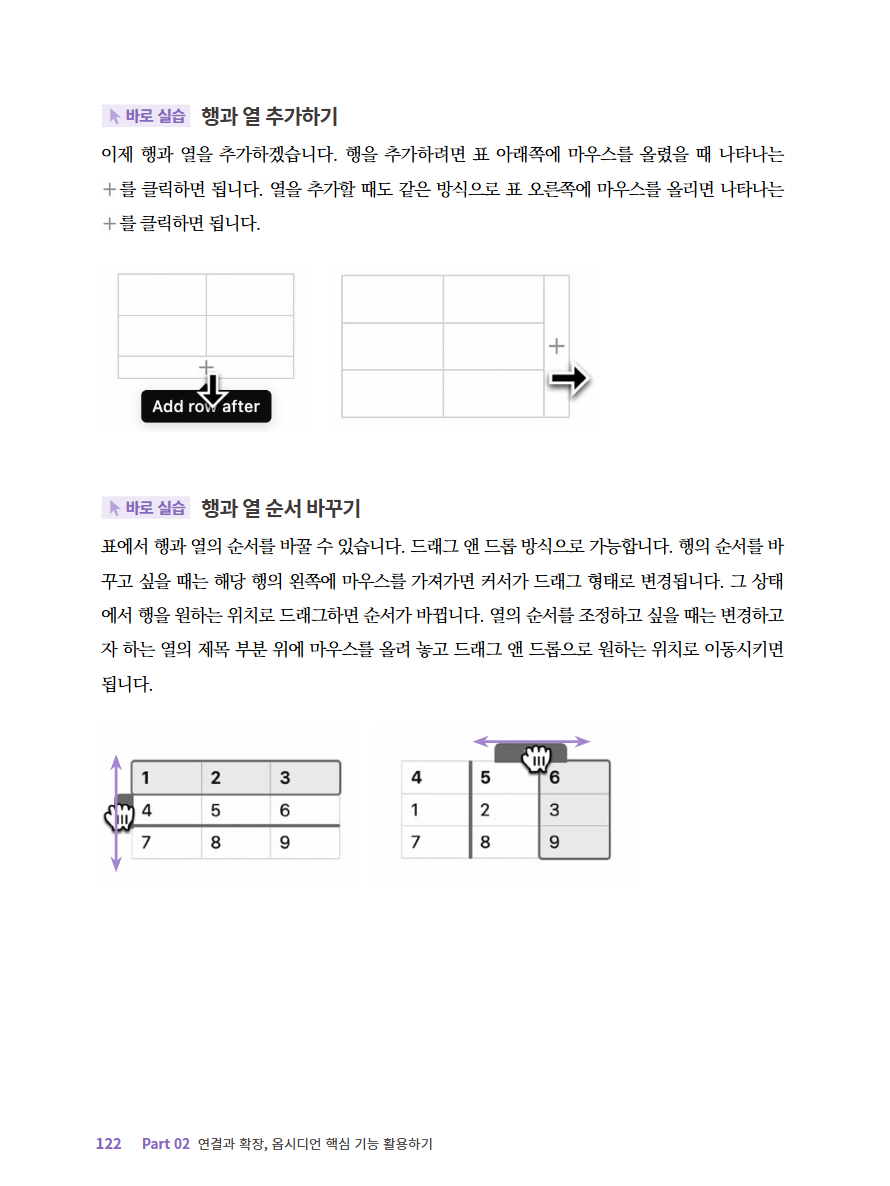 바로 실습 행과 열 추가하기
이제 행과 열을 추가하겠습니다. 행을 추가하려면 표 아래쪽에 마우스를 올렸을 때 나타나는
+를 클릭하면 됩니다. 열을 추가할 때도 같은 방식으로 표 오른쪽에 마우스를 올리면 나타나는
+를 클릭하면 됩니다.
+
Add row after
+
바로 실습 행과 열 순서 바꾸기
표에서 행과 열의 순서를 바꿀 수 있습니다. 드래그 앤 드롭 방식으로 가능합니다. 행의 순서를 바
꾸고 싶을 때는 해당 행의 왼쪽에 마우스를 가져가면 커서가 드래그 형태로 변경됩니다. 그 상태
에서 행을 원하는 위치로 드래그하면 순서가 바뀝니다. 열의 순서를 조정하고 싶을 때는 변경하고
자 하는 열의 제목 부분 위에 마우스를 올려 놓고 드래그 앤 드롭으로 원하는 위치로 이동시키면
됩니다.
1 2 3
4 5 6
7 8 9
4 5 6
1 2 3
7 8 9
122 Part 02 연결과 확장, 옵시디언 핵심 기능 활용하기